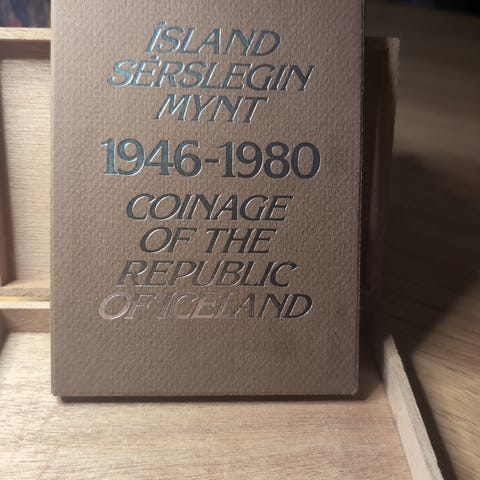 ÍSLAND
SÉRSLEGIN
MYNT
1946-1980
COINAGE
OF THE
REPUBLIC
OF ICELAND